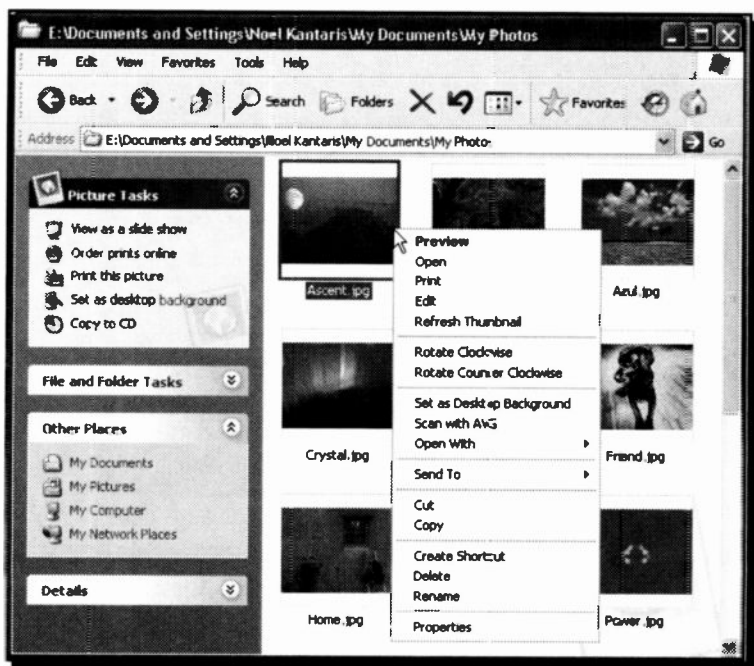 E:\Documents and Settings\Noel Kantaris\My Documents\My Photos
File Edit View Favorites Tools Help
Back Search Folders Favorites
Address E:\Documents and Settings\Noel Kantaris\My Documents\My Photo Go
Picture Tasks
View as a slide show
Order prints online
Print this picture
Set as desktop background
Copy to CD
File and Folder Tasks
Other Places
My Documents
My Pictures
My Computer
My Network Places
Details
Ascent.jpg
Azul.jpg
Crystal.jpg
Friend.jpg
Home.jpg
Power.jpg
Preview
Open
Print
Edit
Refresh Thumbnail
Rotate Clockwise
Rotate Counter Clockwise
Set as Desktop Background
Scan with AVG
Open With
Send To
Cut
Copy
Create Shortcut
Delete
Rename
Properties